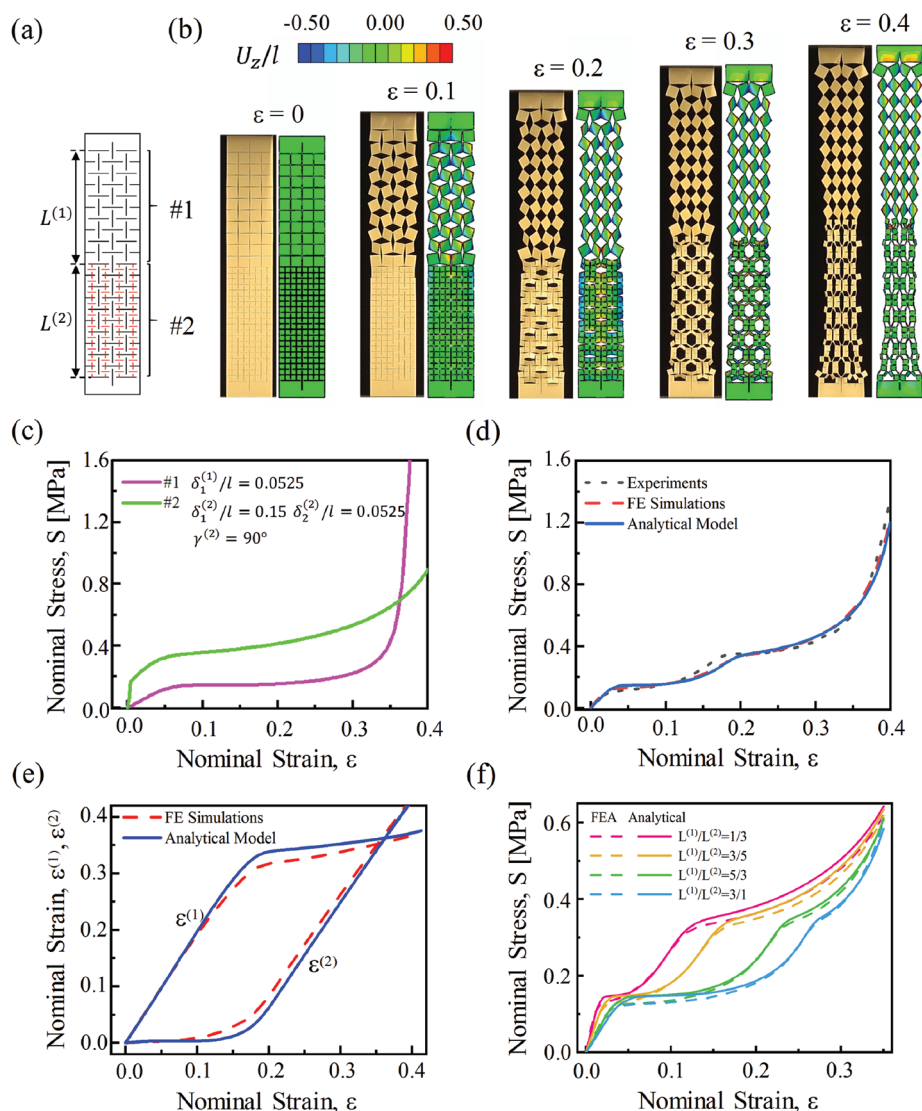 (a)
(b)
-0.50 0.00 0.50
U_z/l
ε = 0
ε = 0.1
ε = 0.2
ε = 0.3
ε = 0.4
L⁽¹⁾
#1
L⁽²⁾
#2
(c)
Nominal Stress, S [MPa]
1.6
1.2
0.8
0.4
0.0
#1 δ₁⁽¹⁾/l = 0.0525
#2 δ₁⁽²⁾/l = 0.15 δ₂⁽²⁾/l = 0.0525
γ⁽²⁾ = 90°
0.0 0.1 0.2 0.3 0.4
Nominal Strain, ε
(d)
Nominal Stress, S [MPa]
1.6
1.2
0.8
0.4
0.0
Experiments
FE Simulations
Analytical Model
0.0 0.1 0.2 0.3 0.4
Nominal Strain, ε
(e)
Nominal Strain, ε⁽¹⁾, ε⁽²⁾
0.4
0.3
0.2
0.1
0.0
FE Simulations
Analytical Model
ε⁽¹⁾
ε⁽²⁾
0.0 0.1 0.2 0.3 0.4
Nominal Strain, ε
(f)
Nominal Stress, S [MPa]
0.6
0.4
0.2
0.0
FEA Analytical
L⁽¹⁾/L⁽²⁾=1/3
L⁽¹⁾/L⁽²⁾=3/5
L⁽¹⁾/L⁽²⁾=5/3
L⁽¹⁾/L⁽²⁾=3/1
0.0 0.1 0.2 0.3
Nominal Strain, ε